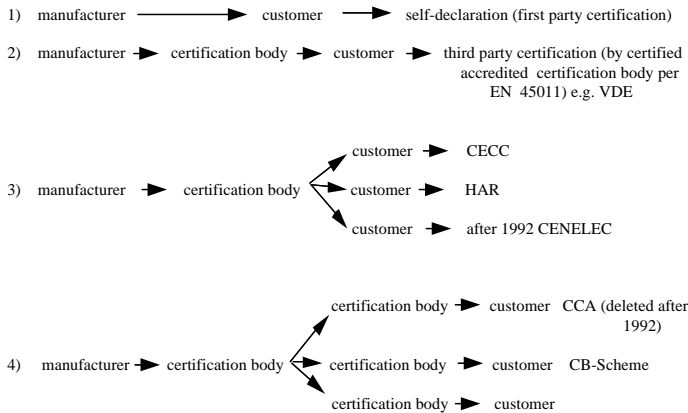 1) manufacturer customer self-declaration (first party certification)
2) manufacturer certification body customer third party certification (by certified
accredited certification body per
EN 45011) e.g. VDE
customer CECC
3) manufacturer certification body customer HAR
customer after 1992 CENELEC
certification body customer CCA (deleted after
1992)
4) manufacturer certification body certification body customer CB-Scheme
certification body customer